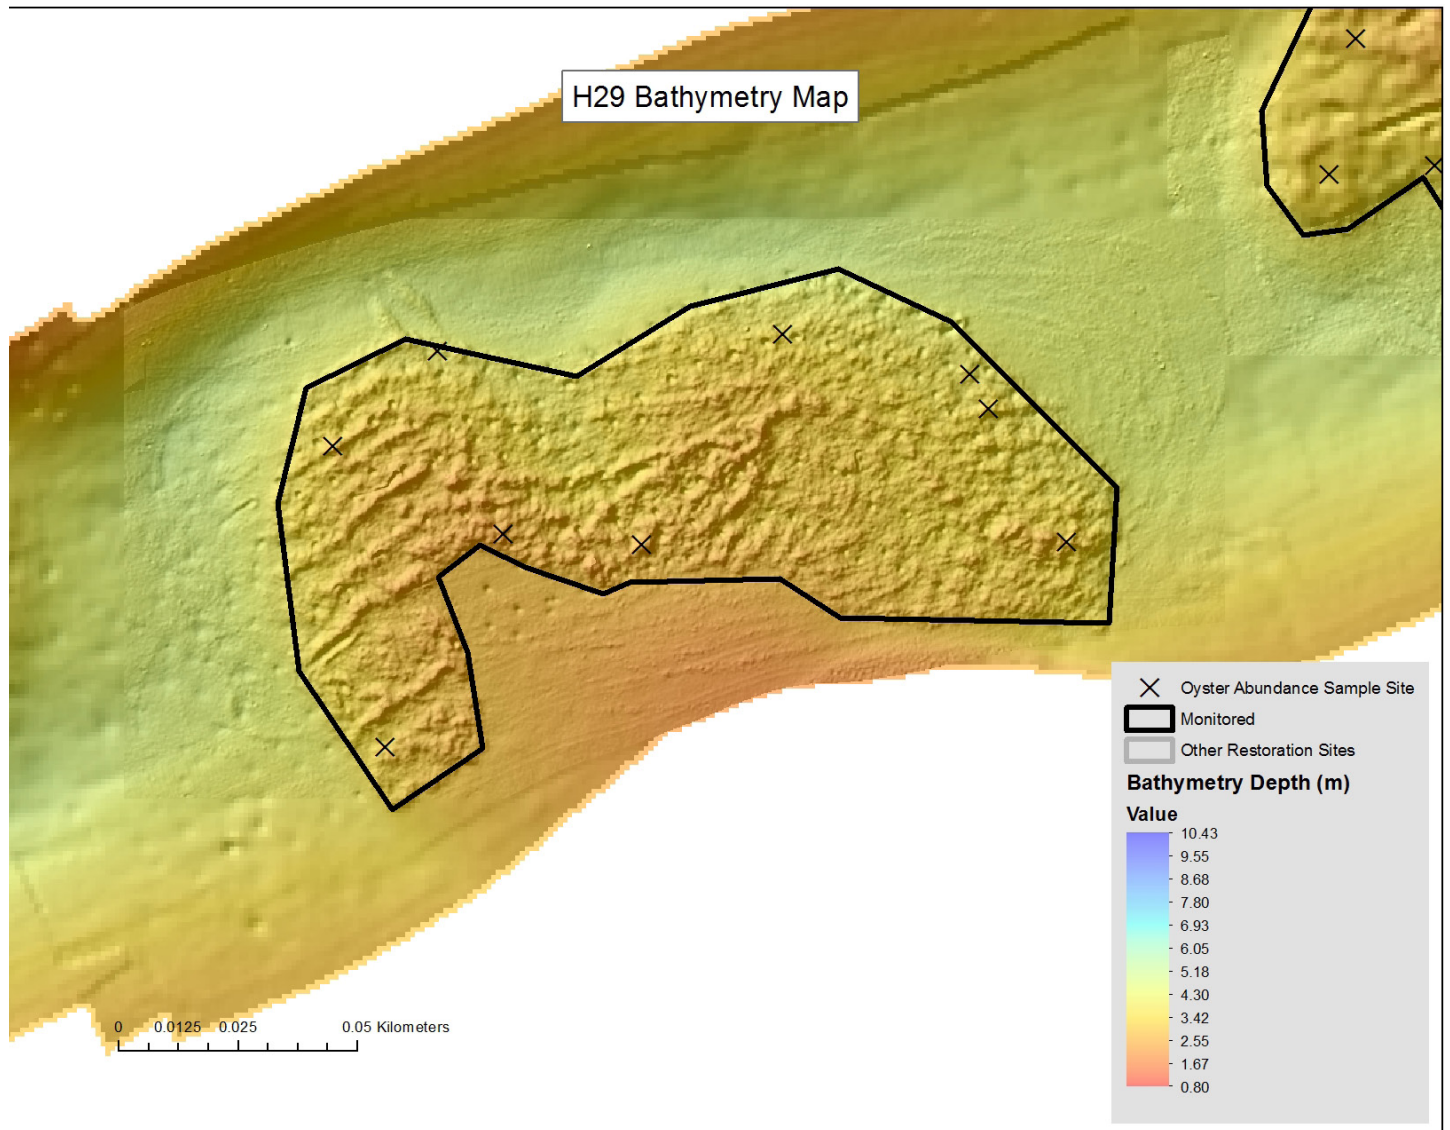 H29 Bathymetry Map
Oyster Abundance Sample Site
Monitored
Other Restoration Sites
Bathymetry Depth (m)
Value
10.43
9.55
8.68
7.80
6.93
6.05
5.18
4.30
3.42
2.55
1.67
0.80
0 0.0125 0.025 0.05 Kilometers